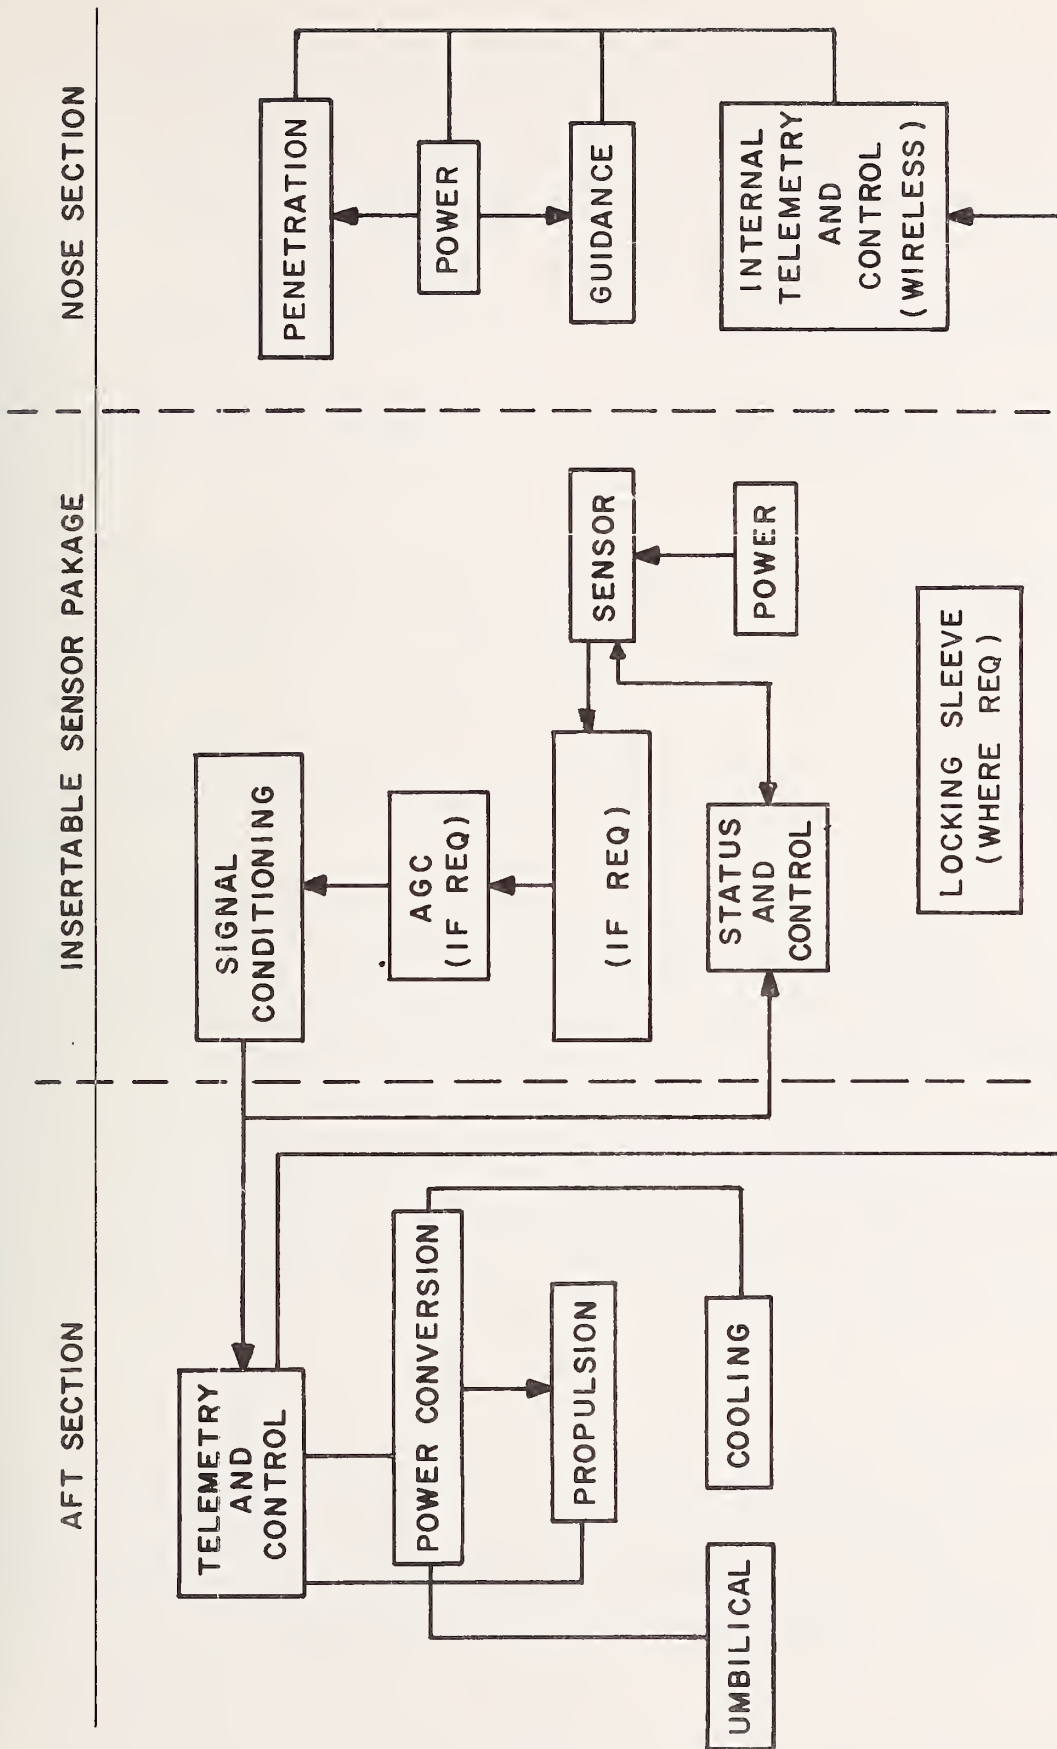 AFT SECTION
INSERTABLE SENSOR PAKAGE
NOSE SECTION
TELEMETRY
AND
CONTROL
POWER CONVERSION
PROPULSION
COOLING
UMBILICAL
SIGNAL
CONDITIONING
AGC
(IF REQ)
(IF REQ)
SENSOR
STATUS
AND
CONTROL
POWER
LOCKING SLEEVE
(WHERE REQ)
PENETRATION
POWER
GUIDANCE
INTERNAL
TELEMETRY
AND
CONTROL
(WIRELESS)